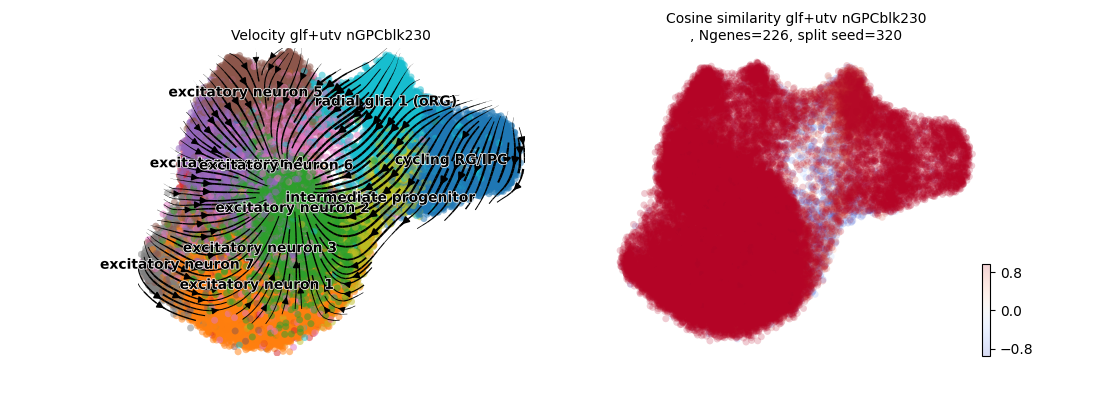 Velocity glf+utv nGPCblk230
excitatory neuron 5
radial glia 1 (oRG)
cycling RG/IPC
excitatory neuron 6
intermediate progenitor
excitatory neuron 2
excitatory neuron 3
excitatory neuron 7
excitatory neuron 1
Cosine similarity glf+utv nGPCblk230
, Ngenes=226, split seed=320
0.8
0.0
−0.8